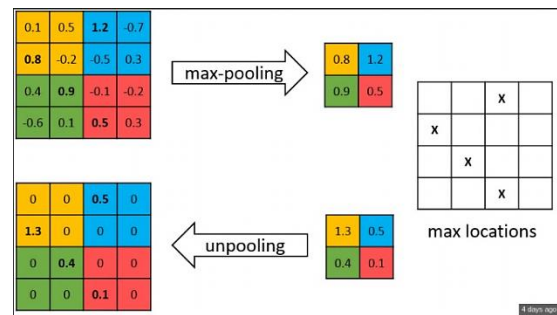 0.1 0.5 1.2 -0.7
0.8 -0.2 -0.5 0.3
0.4 0.9 -0.1 -0.2
-0.6 0.1 0.5 0.3
max-pooling
0.8 1.2
0.9 0.5
X
X
X
X
max locations
0 0 0.5 0
1.3 0 0 0
0 0.4 0 0
0 0 0.1 0
unpooling
1.3 0.5
0.4 0.1
4 days ago